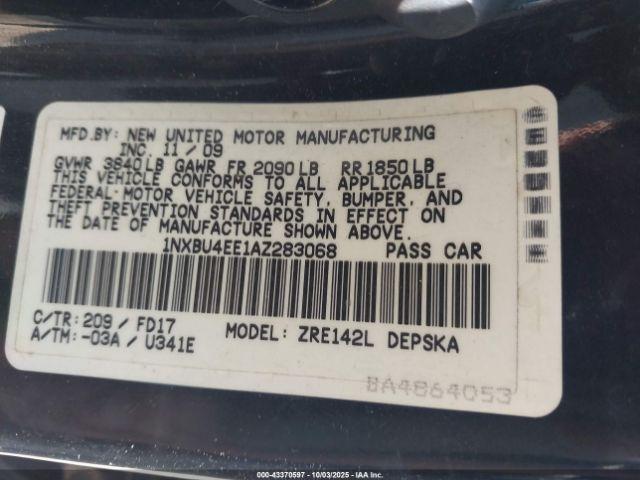 MFD.BY: NEW UNITED MOTOR MANUFACTURING
INC. 11 / 09
GVWR 3840 LB GAWR FR 2090 LB RR 1850 LB
THIS VEHICLE CONFORMS TO ALL APPLICABLE
FEDERAL-MOTOR VEHICLE SAFETY, BUMPER, AND
THEFT PREVENTION STANDARDS IN EFFECT ON
THE DATE OF MANUFACTURE SHOWN ABOVE.
1NXBU4EE1AZ283068 PASS CAR
C/TR: 209 / FD17 MODEL: ZRE142L DEPSKA
A/TM: -03A / U341E
BA4864053
000-43370597 - 10/03/2025 - IAAI.com